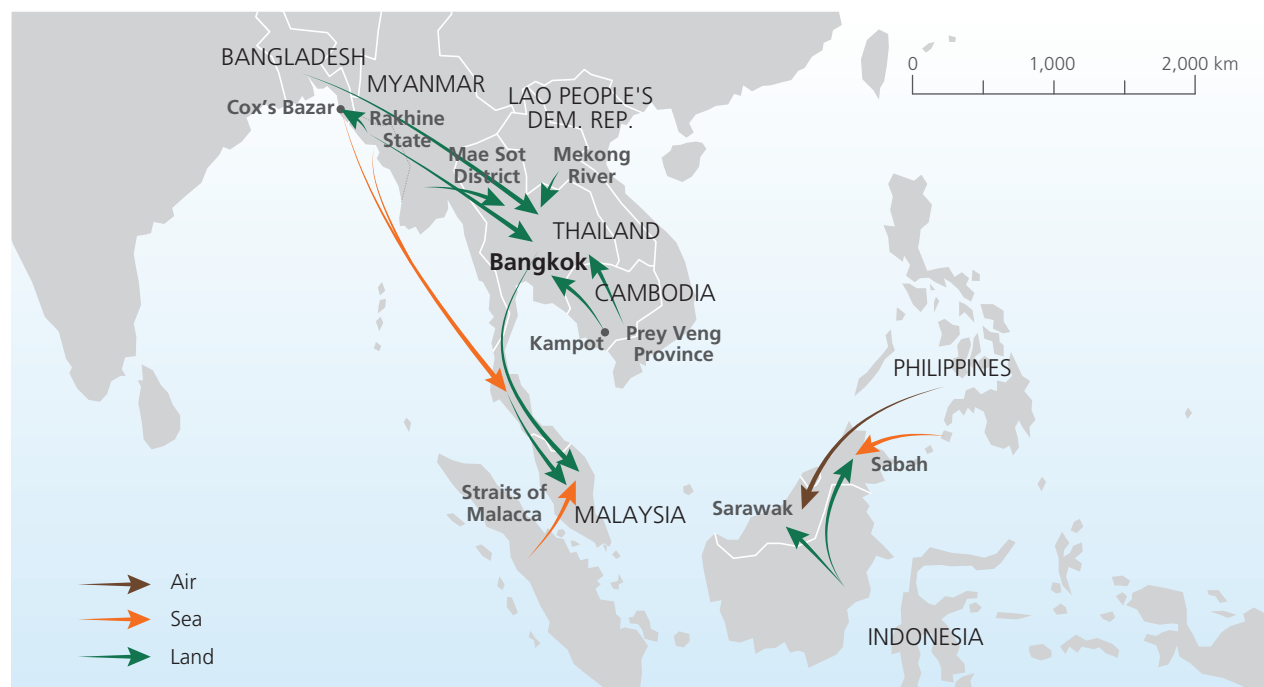 BANGLADESH
MYANMAR
LAO PEOPLE'S
DEM. REP.
0 1,000 2,000 km
Cox's Bazar
Rakhine
State
Mae Sot
District
Mekong
River
THAILAND
Bangkok
CAMBODIA
Kampot
Prey Veng
Province
PHILIPPINES
Sabah
Straits of
Malacca
Sarawak
MALAYSIA
Air
Sea
Land
INDONESIA